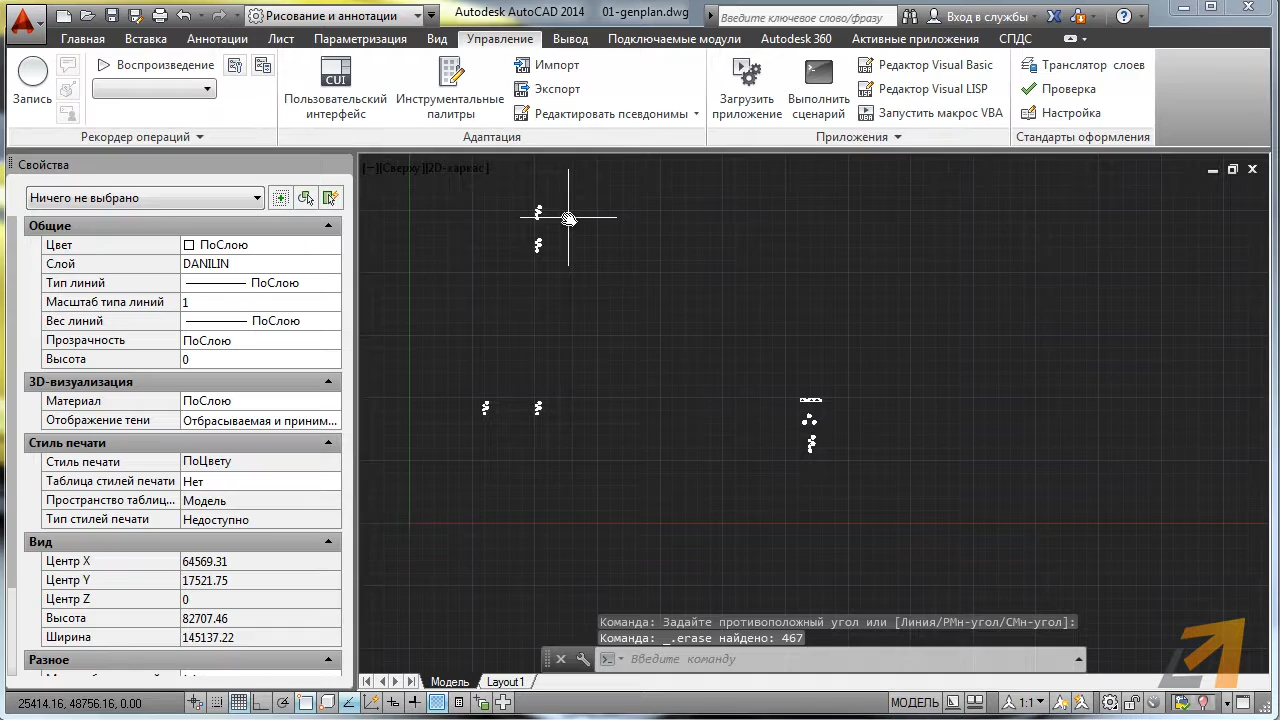 Рисование и аннотации
Autodesk AutoCAD 2014 01-genplan.dwg
Введите ключевое слово/фразу
Вход в службы
Главная Вставка Аннотации Лист Параметризация Вид Управление Вывод Подключаемые модули Autodesk 360 Активные приложения СПДС
Запись
Воспроизведение
Рекордер операций
CUI
Пользовательский интерфейс
Инструментальные палитры
Импорт
Экспорт
Редактировать псевдонимы
Адаптация
Загрузить приложение
Выполнить сценарий
Редактор Visual Basic
Редактор Visual LISP
Запустить макрос VBA
Приложения
Транслятор слоев
Проверка
Настройка
Стандарты оформления
Свойства
Ничего не выбрано
Общие
Цвет ПоСлою
Слой DANILIN
Тип линий ПоСлою
Масштаб типа линий 1
Вес линий ПоСлою
Прозрачность ПоСлою
Высота 0
3D-визуализация
Материал ПоСлою
Отображение тени Отбрасываемая и приним...
Стиль печати
Стиль печати ПоЦвету
Таблица стилей печати Нет
Пространство таблиц... Модель
Тип стилей печати Недоступно
Вид
Центр X 64569.31
Центр Y 17521.75
Центр Z 0
Высота 82707.46
Ширина 145137.22
Разное
[−][Сверху][2D-каркас]
Команда: Задайте противоположный угол или [Линия/РМн-угол/СМн-угол]:
Команда: _.erase найдено: 467
Введите команду
Модель Layout1
25414.16, 48756.16, 0.00
МОДЕЛЬ
1:1